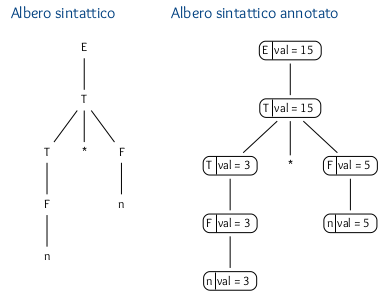 Albero sintattico
Albero sintattico annotato
E
T
T * F
F n
n
E val = 15
T val = 15
T val = 3 * F val = 5
F val = 3 n val = 5
n val = 3